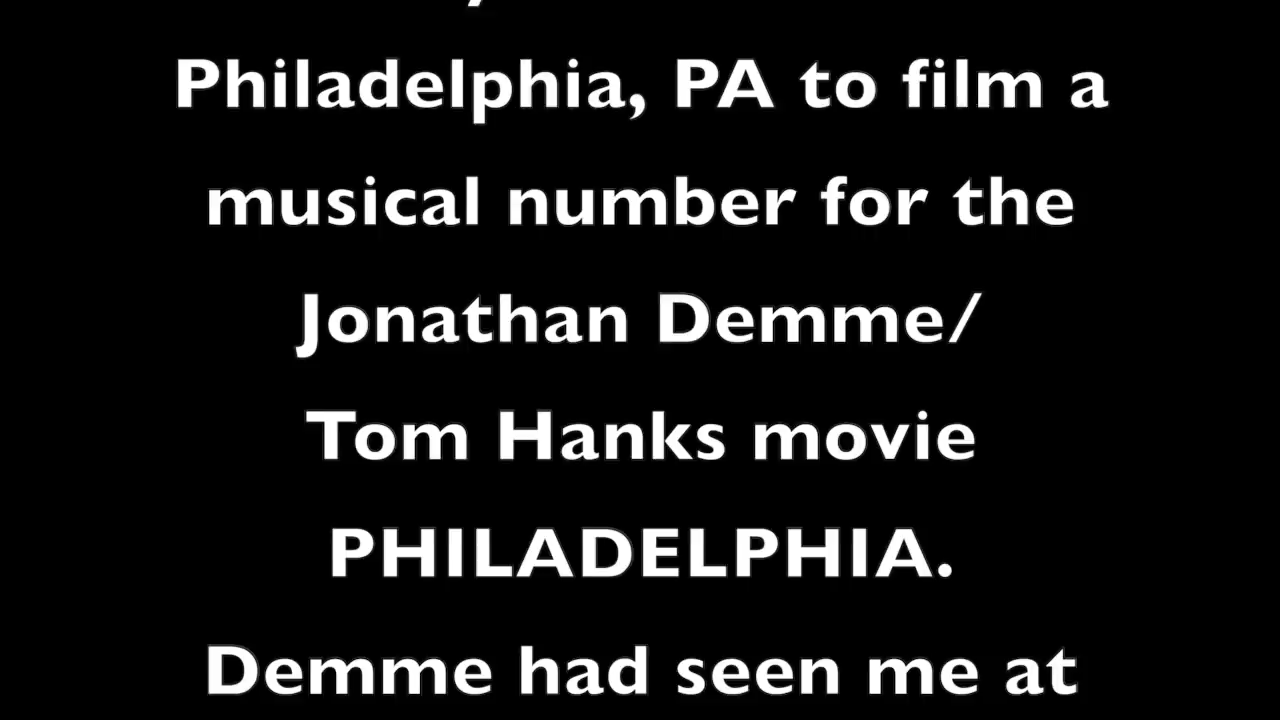 Philadelphia, PA to film a
musical number for the
Jonathan Demme/
Tom Hanks movie
PHILADELPHIA.
Demme had seen me at